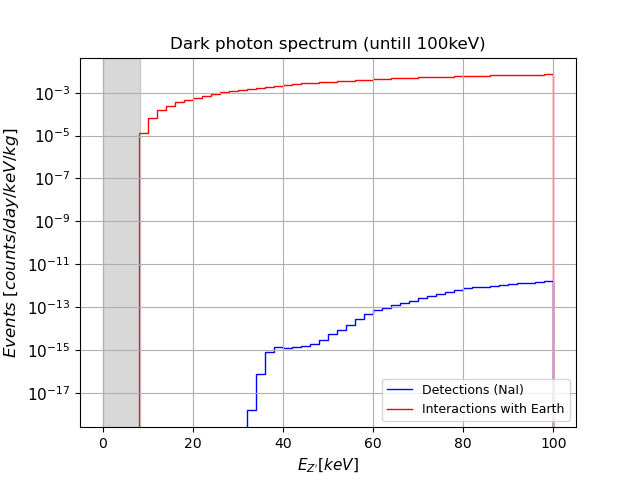 Dark photon spectrum (untill 100keV)
Events [counts/day/keV/kg]
10⁻³
10⁻⁵
10⁻⁷
10⁻⁹
10⁻¹¹
10⁻¹³
10⁻¹⁵
10⁻¹⁷
Detections (NaI)
Interactions with Earth
0 20 40 60 80 100
E_{Z′}[keV]